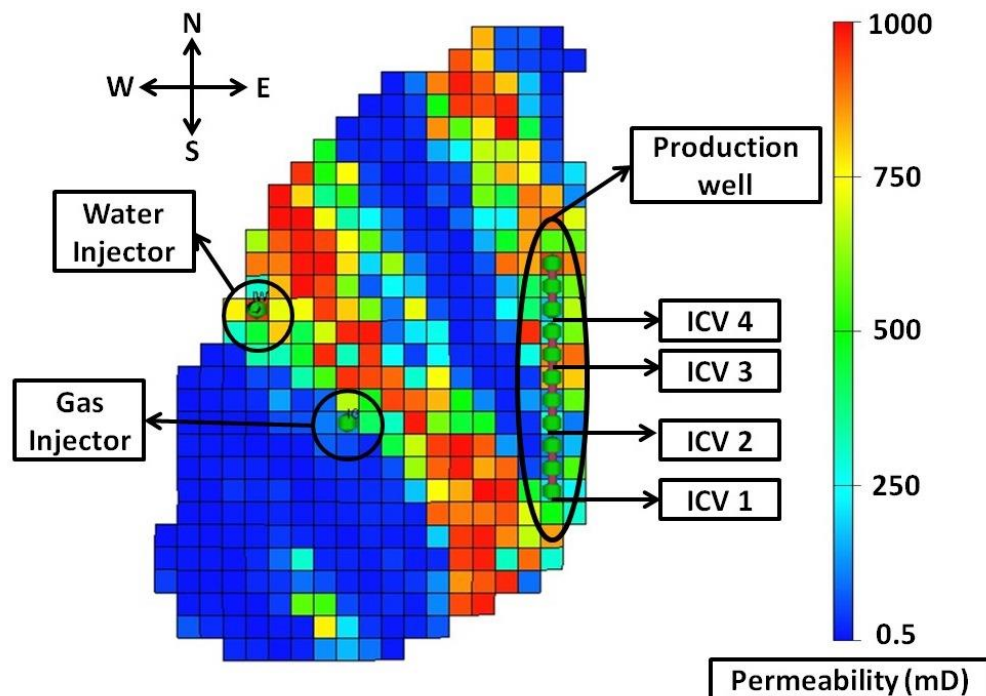 N
W
E
S
1000
Production
well
750
Water
Injector
ICV 4
500
ICV 3
Gas
Injector
ICV 2
250
ICV 1
0.5
Permeability (mD)